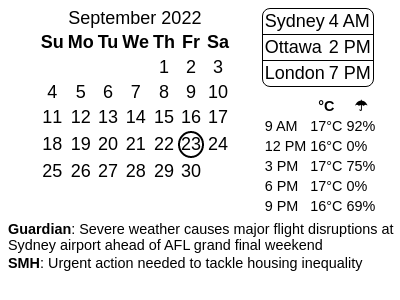 September 2022
Su Mo Tu We Th Fr Sa
1 2 3
4 5 6 7 8 9 10
11 12 13 14 15 16 17
18 19 20 21 22 23 24
25 26 27 28 29 30
Sydney 4 AM
Ottawa 2 PM
London 7 PM
°C ☂
9 AM 17°C 92%
12 PM 16°C 0%
3 PM 17°C 75%
6 PM 17°C 0%
9 PM 16°C 69%
Guardian: Severe weather causes major flight disruptions at
Sydney airport ahead of AFL grand final weekend
SMH: Urgent action needed to tackle housing inequality